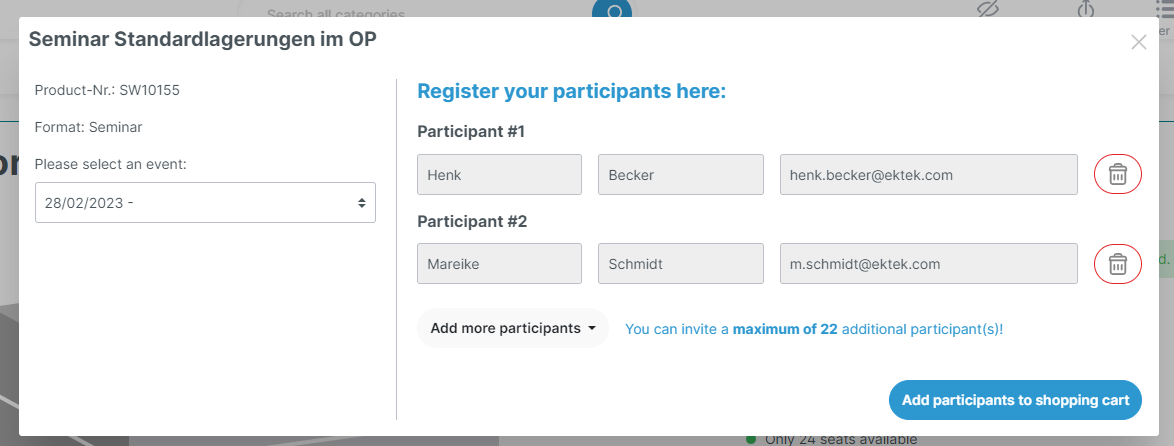 Search all categories
Seminar Standardlagerungen im OP
Product-Nr.: SW10155
Format: Seminar
Please select an event:
28/02/2023 -
Register your participants here:
Participant #1
Henk
Becker
henk.becker@ektek.com
Participant #2
Mareike
Schmidt
m.schmidt@ektek.com
Add more participants
You can invite a maximum of 22 additional participant(s)!
Add participants to shopping cart
Only 24 seats available